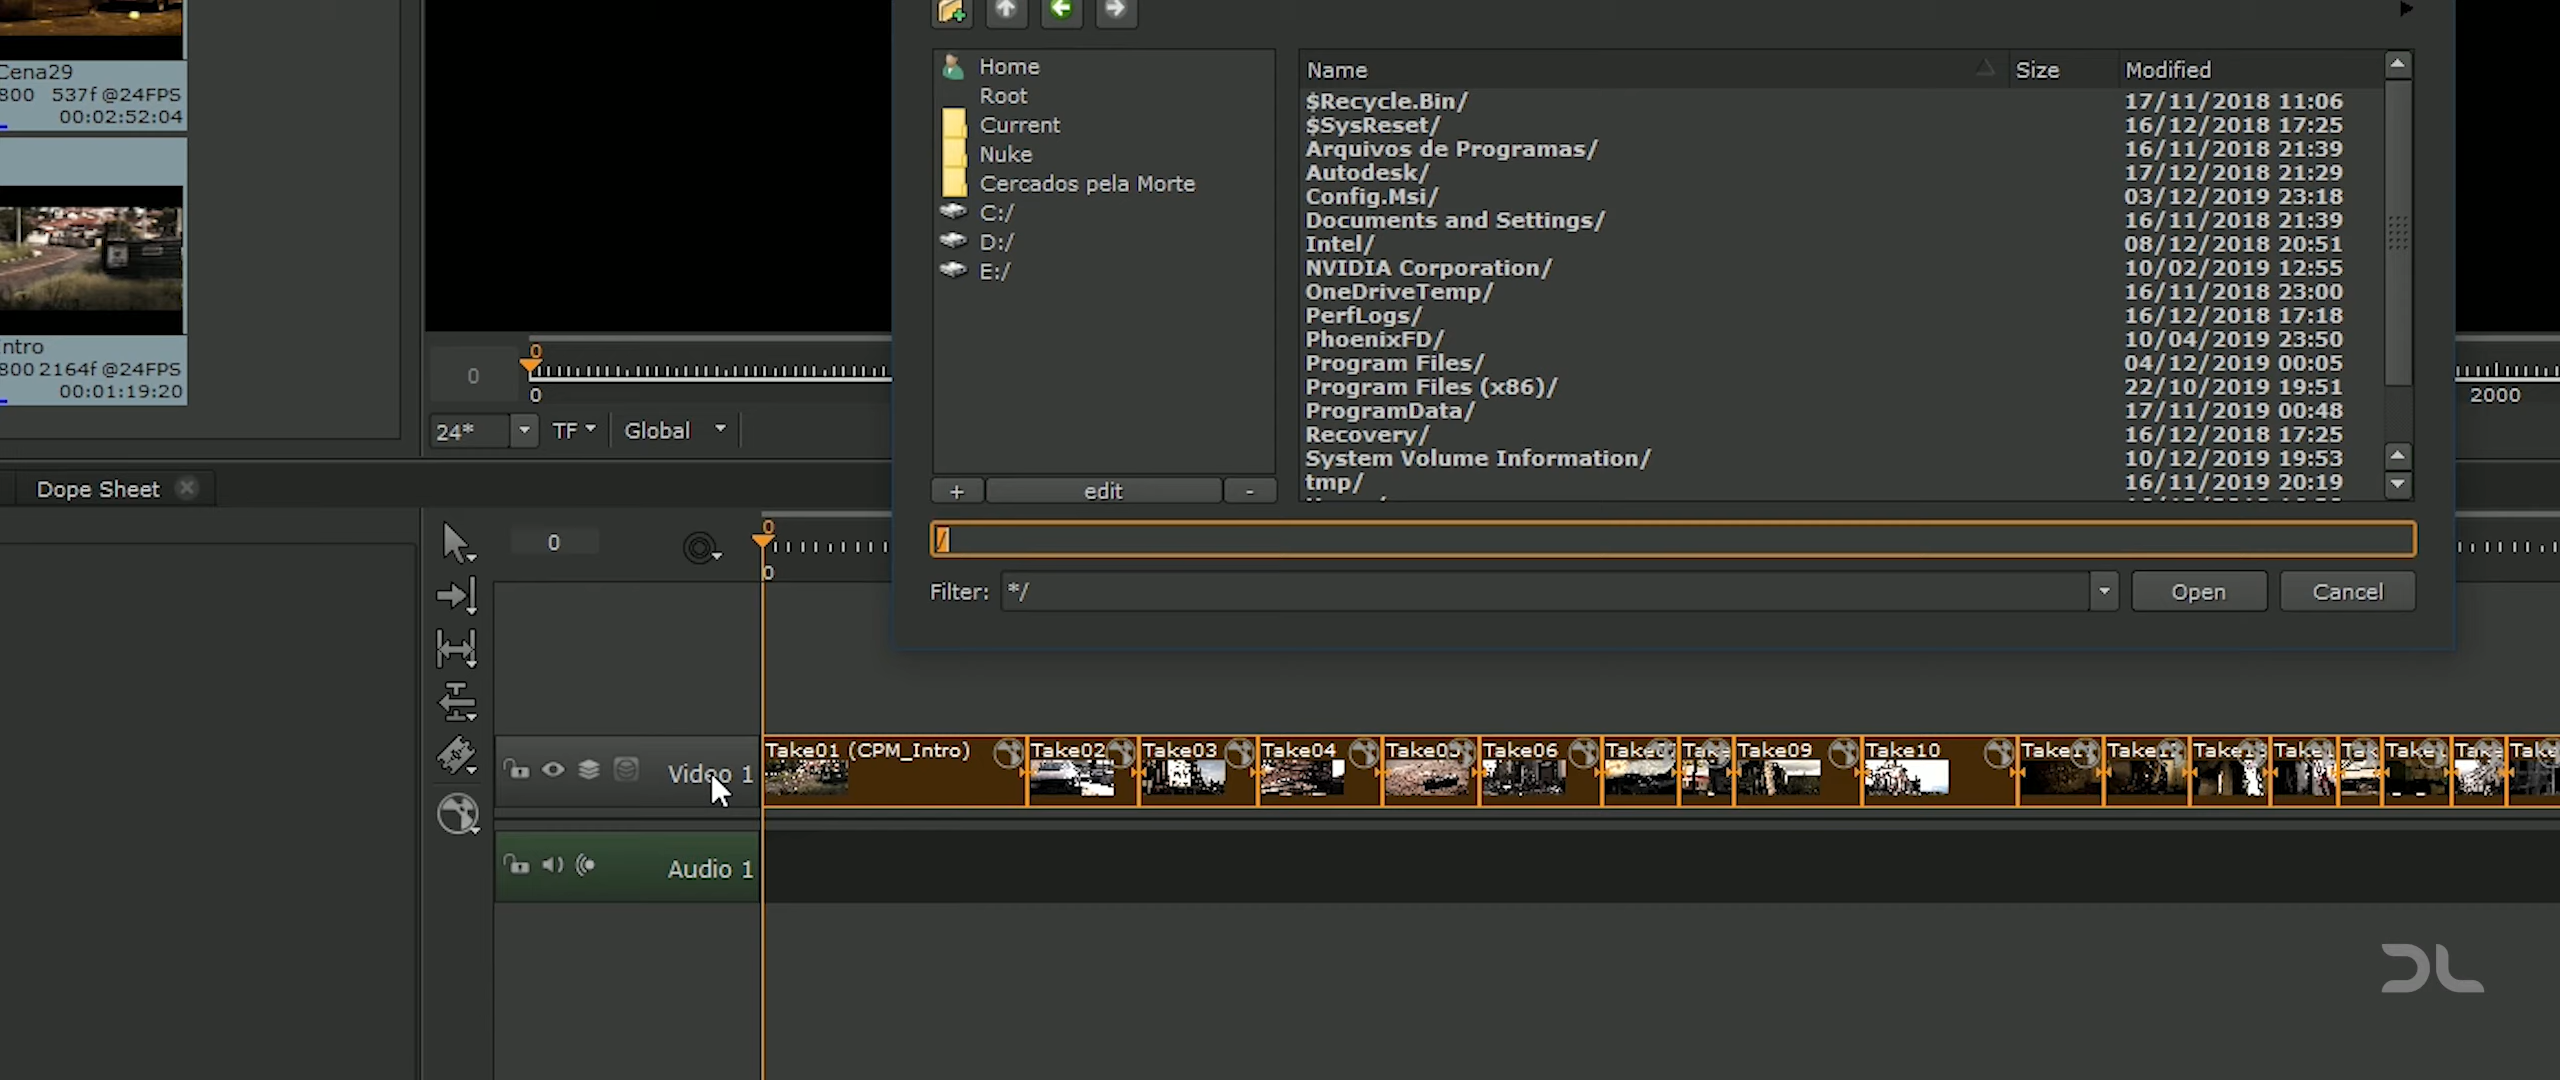 Cena29
800 537f @24FPS
00:02:52:04
Intro
800 2164f @24FPS
00:01:19:20
Home
Root
Current
Nuke
Cercados pela Morte
C:/
D:/
E:/
+ edit -
Name Size Modified
$Recycle.Bin/ 17/11/2018 11:06
$SysReset/ 16/12/2018 17:25
Arquivos de Programas/ 16/11/2018 21:39
Autodesk/ 17/12/2018 21:29
Config.Msi/ 03/12/2019 23:18
Documents and Settings/ 16/11/2018 21:39
Intel/ 08/12/2018 20:51
NVIDIA Corporation/ 10/02/2019 12:55
OneDriveTemp/ 16/11/2018 23:00
PerfLogs/ 16/12/2018 17:18
PhoenixFD/ 10/04/2019 23:50
Program Files/ 04/12/2019 00:05
Program Files (x86)/ 22/10/2019 19:51
ProgramData/ 17/11/2019 00:48
Recovery/ 16/12/2018 17:25
System Volume Information/ 10/12/2019 19:53
tmp/ 16/11/2019 20:19
/
Filter: */ Open Cancel
0
0
0
2000
24* TF Global
Dope Sheet
0
0
0
Video 1
Take01 (CPM_Intro) Take02 Take03 Take04 Take05 Take06 Take07 Take Take09 Take10
Audio 1
DL